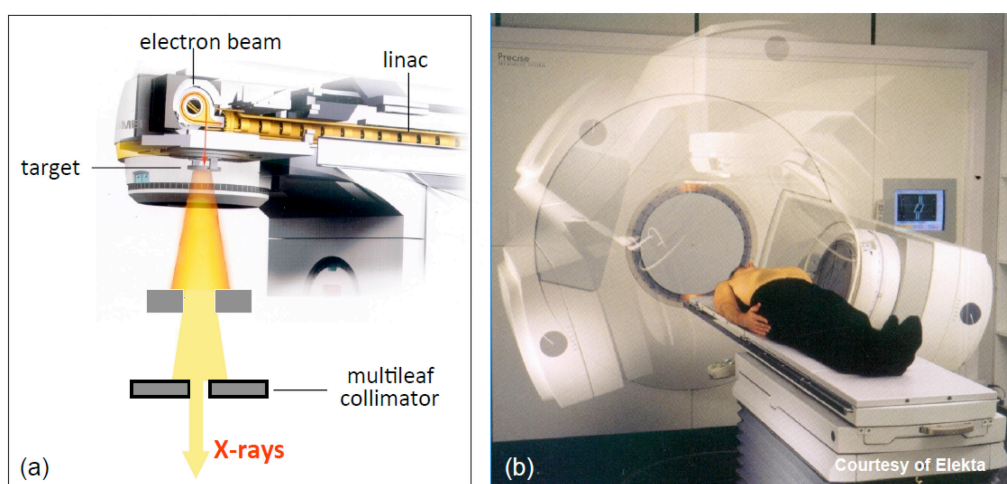 electron beam
linac
target
multileaf
collimator
X-rays
(a)
Precise
(b)
Courtesy of Elekta